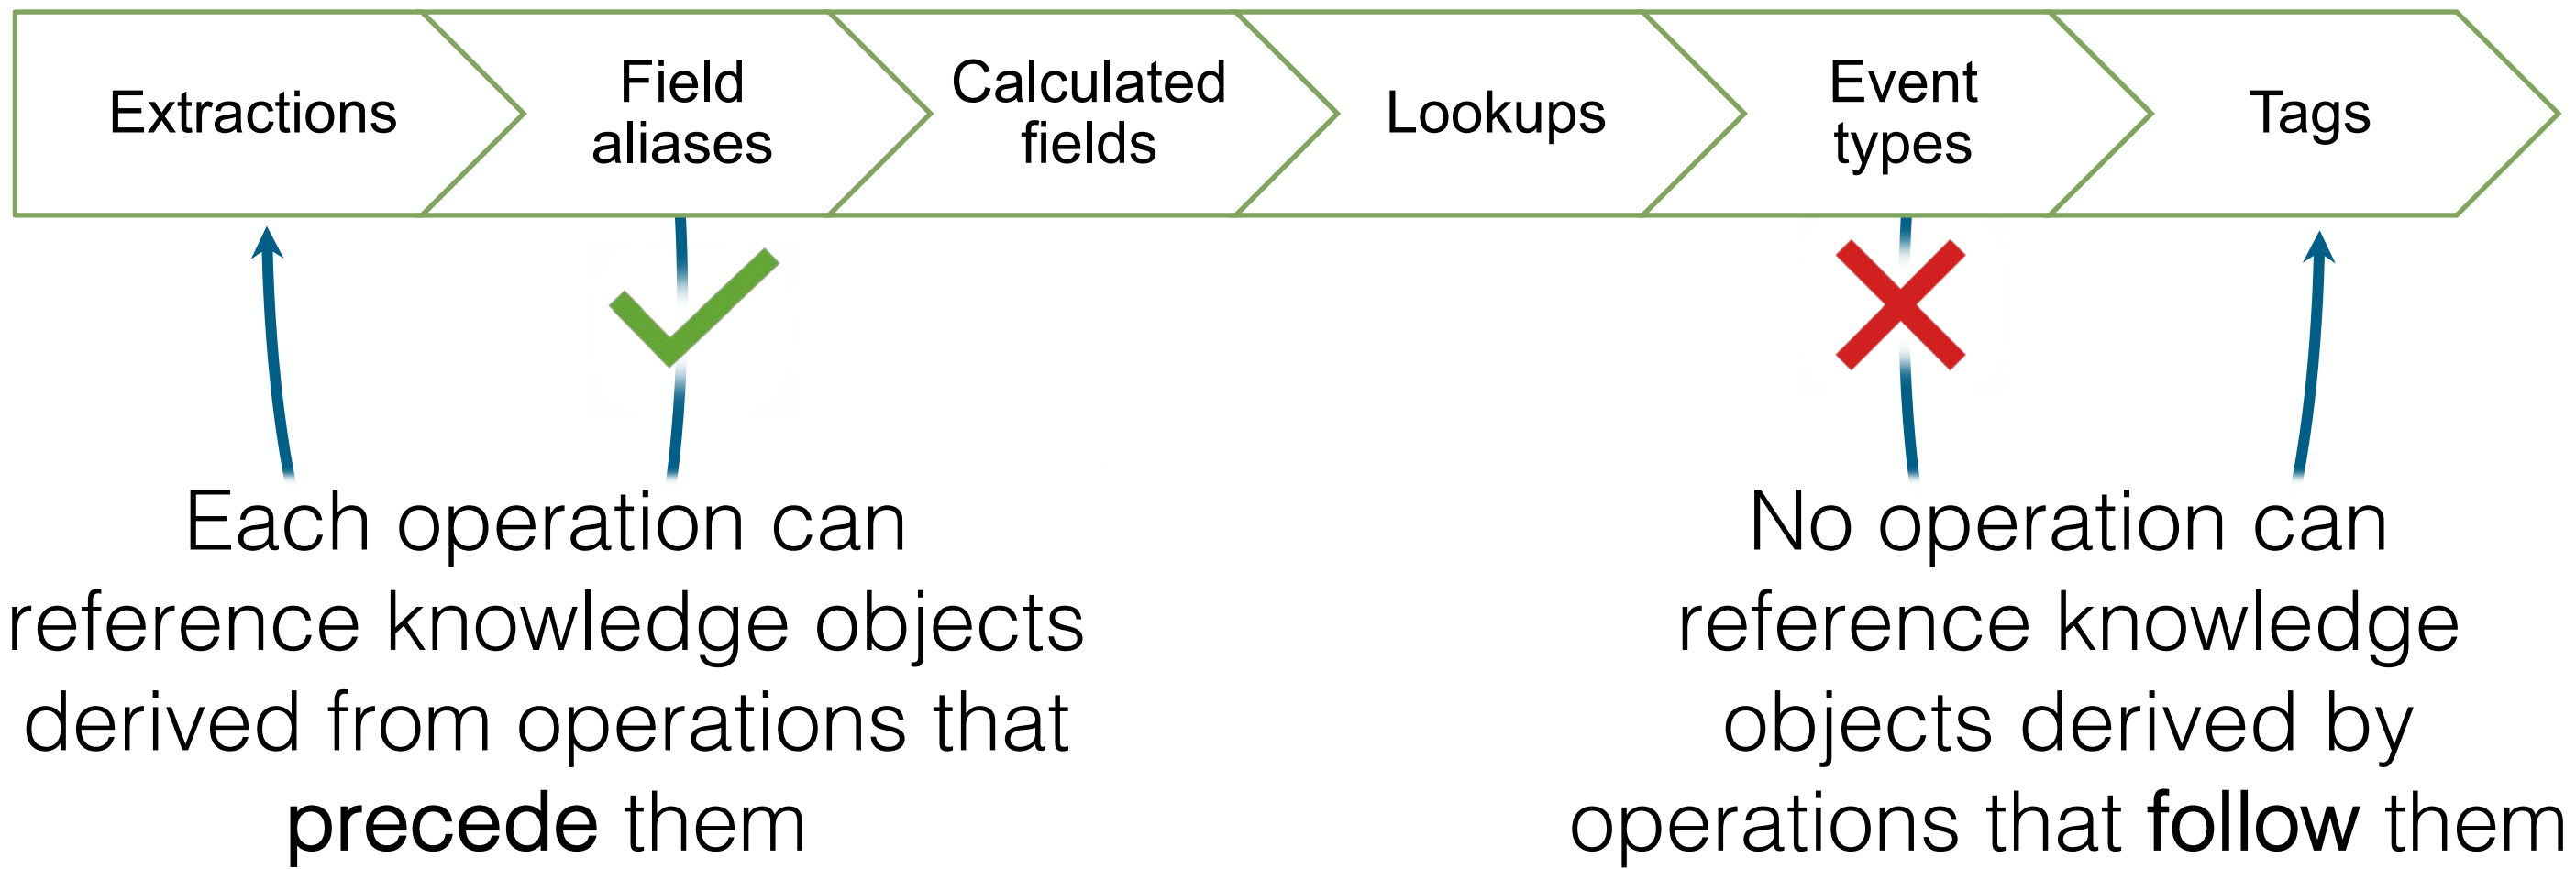 Extractions
Field
aliases
Calculated
fields
Lookups
Event
types
Tags
Each operation can
reference knowledge objects
derived from operations that
precede them
No operation can
reference knowledge
objects derived by
operations that follow them